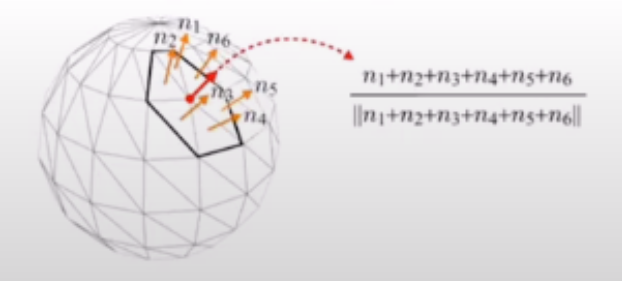 n₁
n₂ n₆
n₃ n₅
n₄
n₁+n₂+n₃+n₄+n₅+n₆
‖n₁+n₂+n₃+n₄+n₅+n₆‖